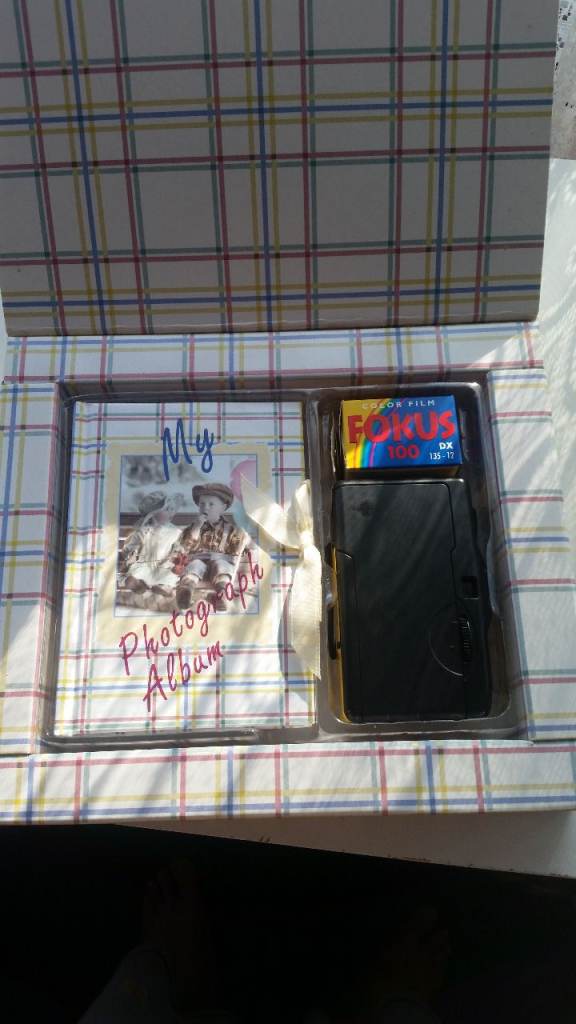 My
Photograph
Album
COLOR FILM
FOKUS
100
DX
135-12